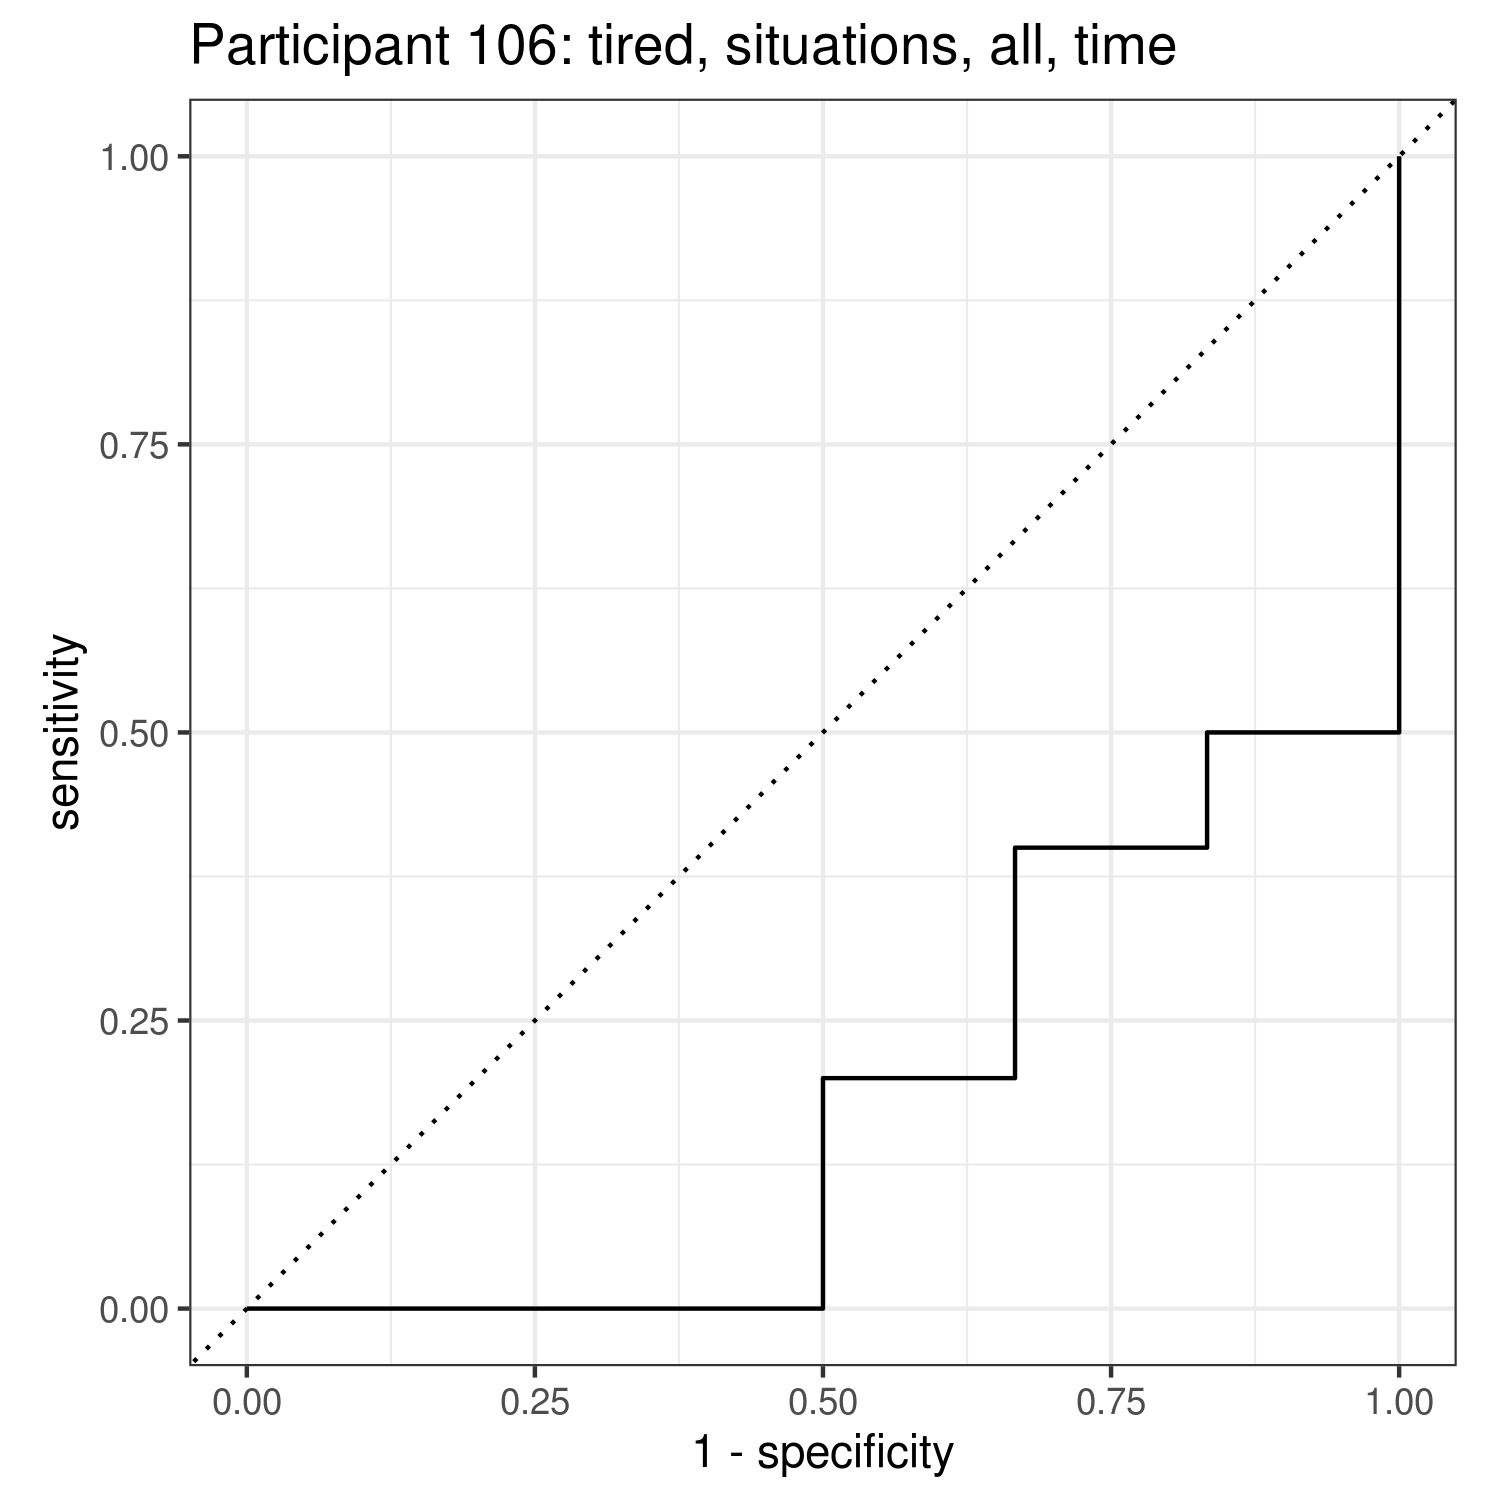 Participant 106: tired, situations, all, time
1.00
0.75
0.50
0.25
0.00
sensitivity
0.00 0.25 0.50 0.75 1.00
1 - specificity